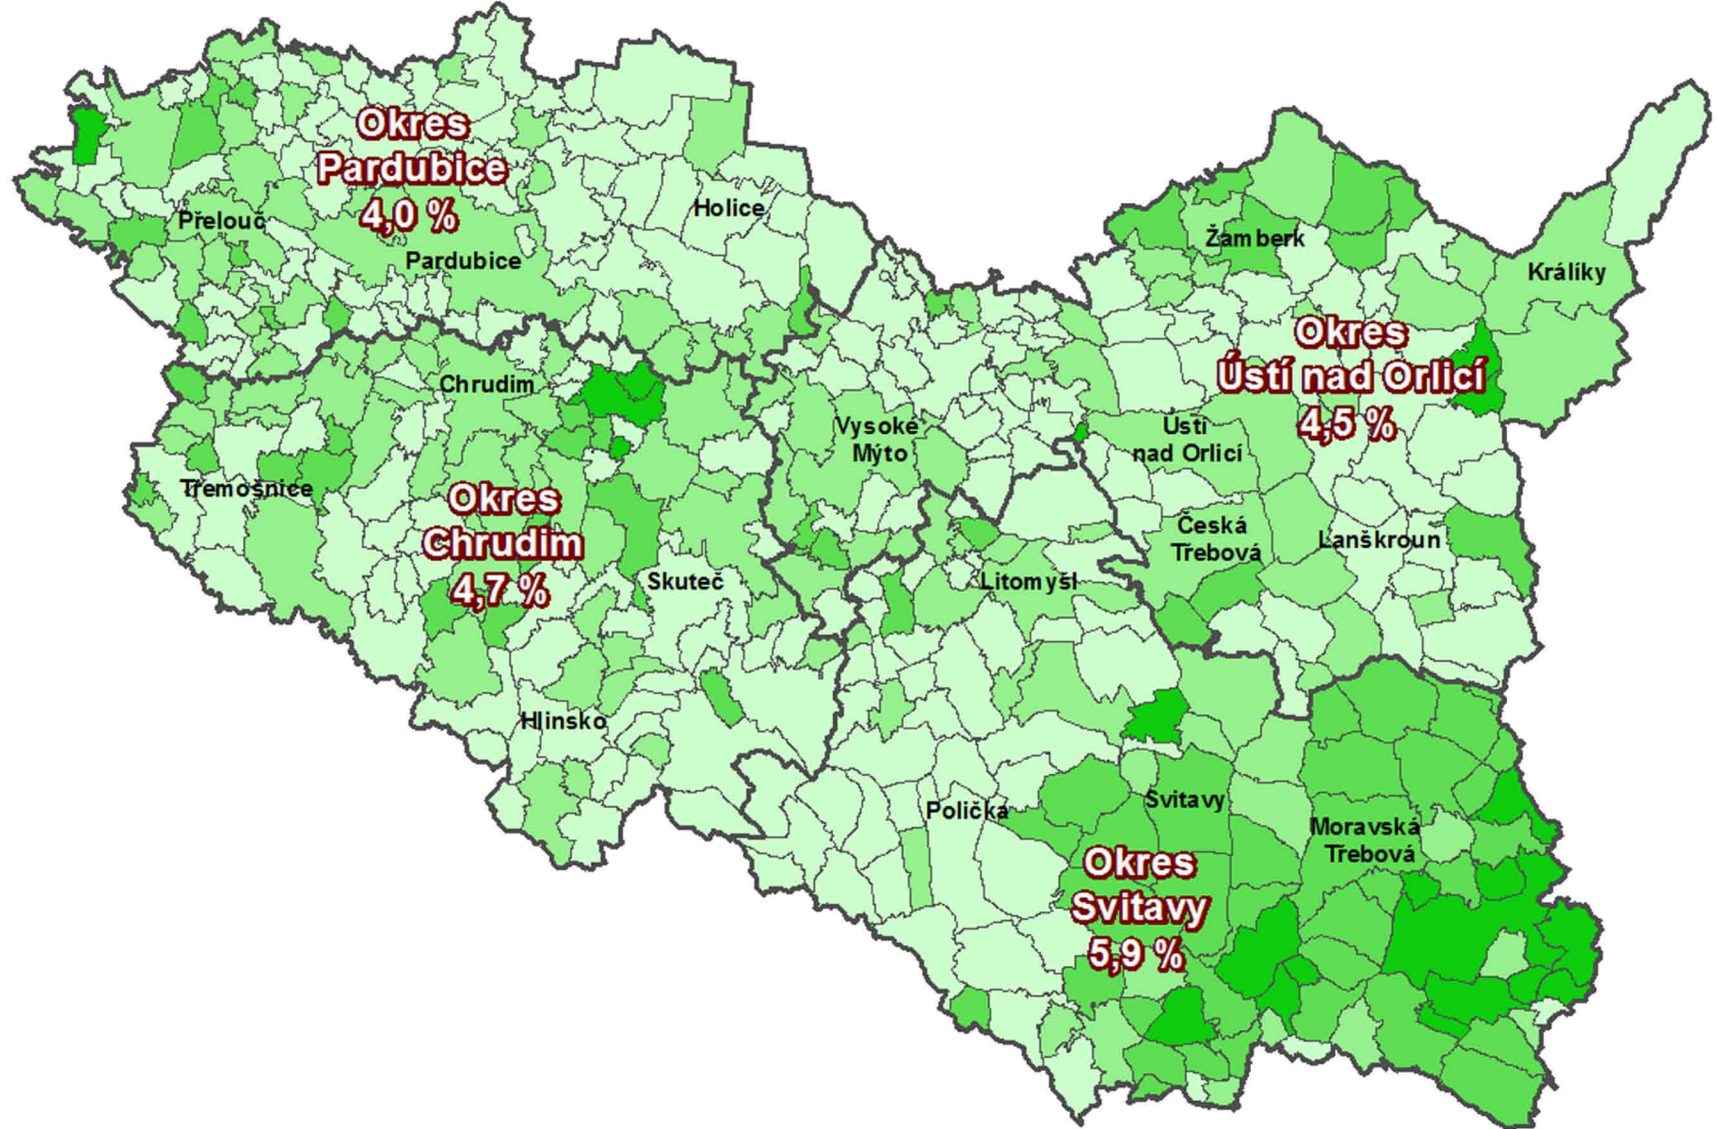 Okres
Pardubice
4,0 %
Přelouč
Pardubice
Holice
Žamberk
Králíky
Okres
Ústí nad Orlicí
4,5 %
Chrudim
Vysoké
Mýto
Ústí
nad Orlicí
Třemošnice
Okres
Chrudim
4,7 %
Skuteč
Litomyšl
Česká
Třebová
Lanškroun
Hlinsko
Polička
Svitavy
Moravská
Třebová
Okres
Svitavy
5,9 %